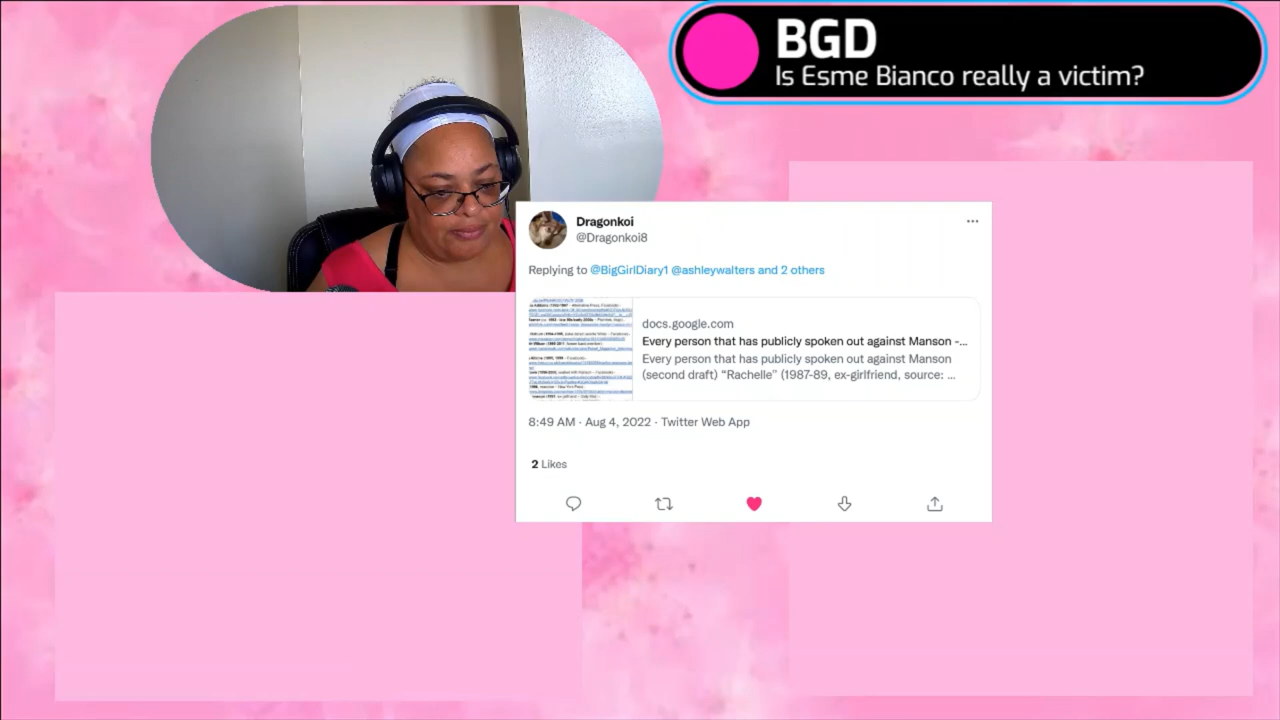 BGD
Is Esme Bianco really a victim?
Dragonkoi
@Dragonkoi8
Replying to @BigGirlDiary1 @ashleywalters and 2 others
docs.google.com
Every person that has publicly spoken out against Manson -...
Every person that has publicly spoken out against Manson
(second draft) “Rachelle” (1987-89, ex-girlfriend, source: ...
8:49 AM · Aug 4, 2022 · Twitter Web App
2 Likes